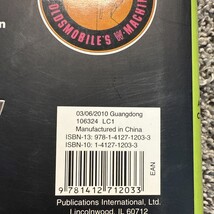 OLDSMOBILE'S MACHINE
03/06/2010 Guangdong
106324 LC1
Manufactured in China
ISBN-13: 978-1-4127-1203-3
ISBN-10: 1-4127-1203-3
EAN
9 781412 712033
Publications International, Ltd.
Lincolnwood, IL 60712